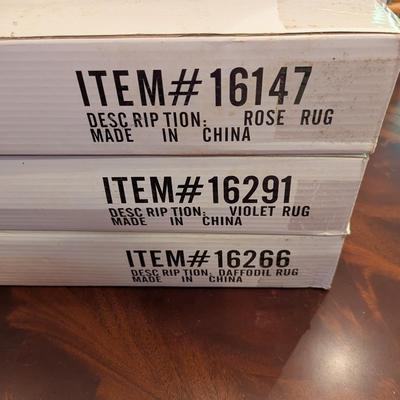 ITEM# 16147
DESC RIP TION: ROSE RUG
MADE IN CHINA
ITEM# 16291
DESC RIP TION: VIOLET RUG
MADE IN CHINA
ITEM# 16266
DESC RIP TION: DAFFODIL RUG
MADE IN CHINA